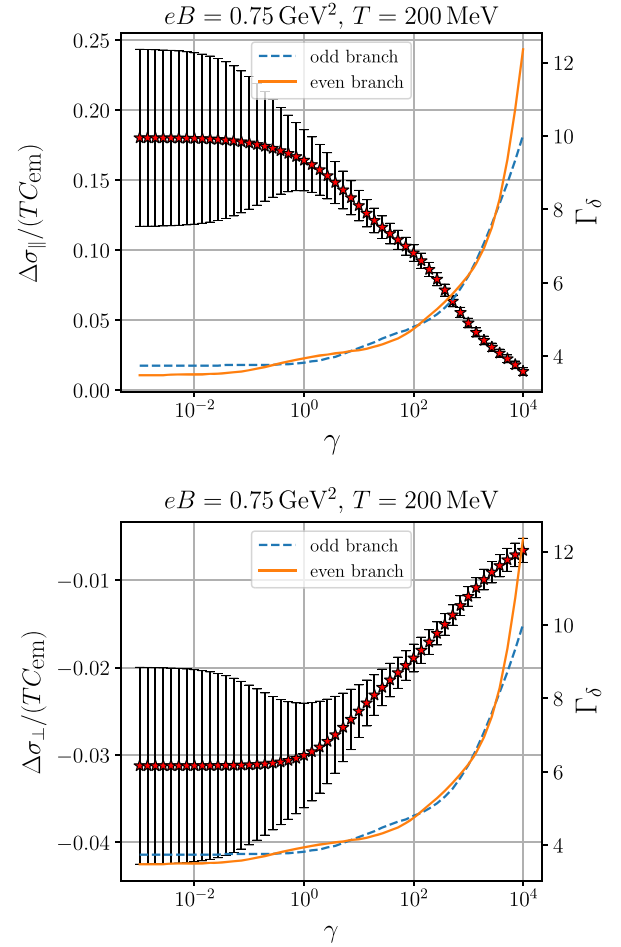 eB = 0.75 GeV², T = 200 MeV
odd branch
even branch
0.25
0.20
0.15
0.10
0.05
0.00
Δσ∥/(TCem)
12
10
8
6
4
Γδ
10⁻² 10⁰ 10² 10⁴
γ
eB = 0.75 GeV², T = 200 MeV
odd branch
even branch
−0.01
−0.02
−0.03
−0.04
Δσ⊥/(TCem)
12
10
8
6
4
Γδ
10⁻² 10⁰ 10² 10⁴
γ